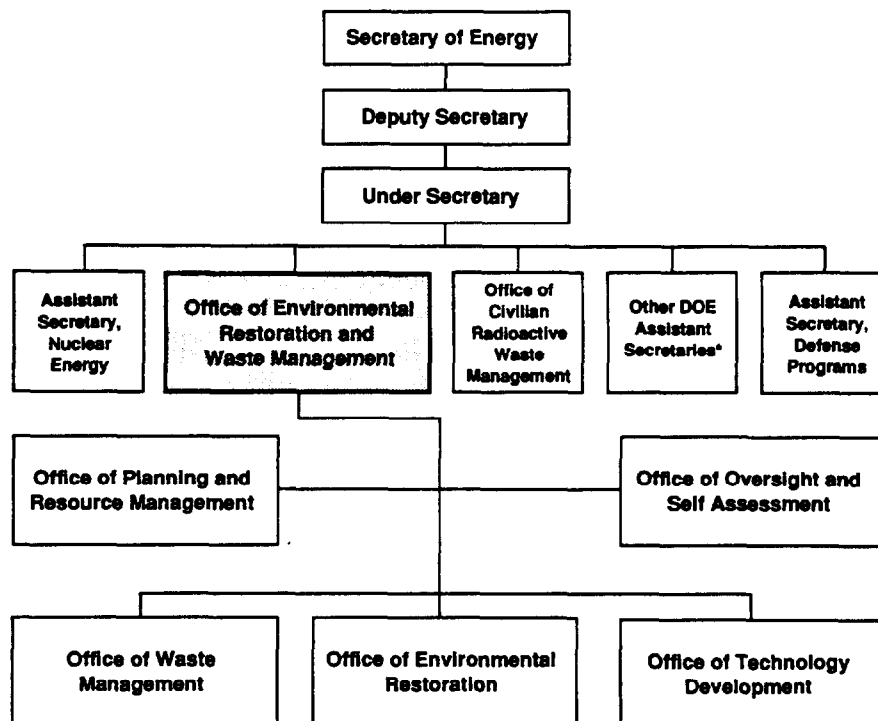 Secretary of Energy
Deputy Secretary
Under Secretary
Assistant
Secretary,
Nuclear
Energy
Office of Environmental
Restoration and
Waste Management
Office of
Civilian
Radioactive
Waste
Management
Other DOE
Assistant
Secretaries*
Assistant
Secretary,
Defense
Programs
Office of Planning and
Resource Management
Office of Oversight and
Self Assessment
Office of Waste
Management
Office of Environmental
Restoration
Office of Technology
Development